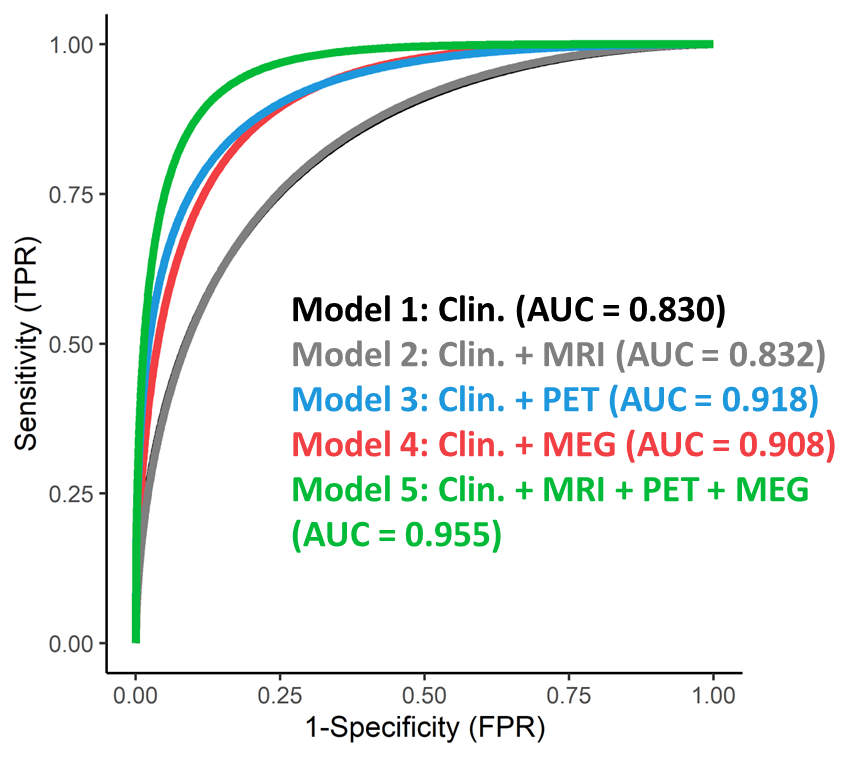 1.00
0.75
0.50
0.25
0.00
Sensitivity (TPR)
Model 1: Clin. (AUC = 0.830)
Model 2: Clin. + MRI (AUC = 0.832)
Model 3: Clin. + PET (AUC = 0.918)
Model 4: Clin. + MEG (AUC = 0.908)
Model 5: Clin. + MRI + PET + MEG
(AUC = 0.955)
0.00 0.25 0.50 0.75 1.00
1-Specificity (FPR)